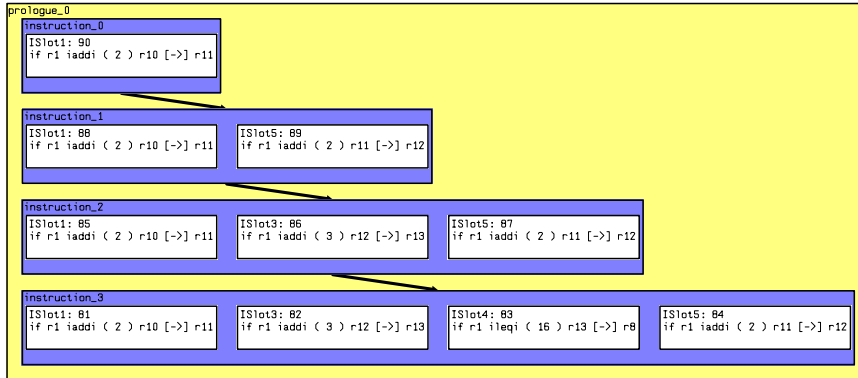 prologue_0
instruction_0
ISlot1: 90
if r1 iaddi ( 2 ) r10 [->] r11
instruction_1
ISlot1: 88
if r1 iaddi ( 2 ) r10 [->] r11
ISlot5: 89
if r1 iaddi ( 2 ) r11 [->] r12
instruction_2
ISlot1: 85
if r1 iaddi ( 2 ) r10 [->] r11
ISlot3: 86
if r1 iaddi ( 3 ) r12 [->] r13
ISlot5: 87
if r1 iaddi ( 2 ) r11 [->] r12
instruction_3
ISlot1: 81
if r1 iaddi ( 2 ) r10 [->] r11
ISlot3: 82
if r1 iaddi ( 3 ) r12 [->] r13
ISlot4: 83
if r1 ileqi ( 16 ) r13 [->] r8
ISlot5: 84
if r1 iaddi ( 2 ) r11 [->] r12